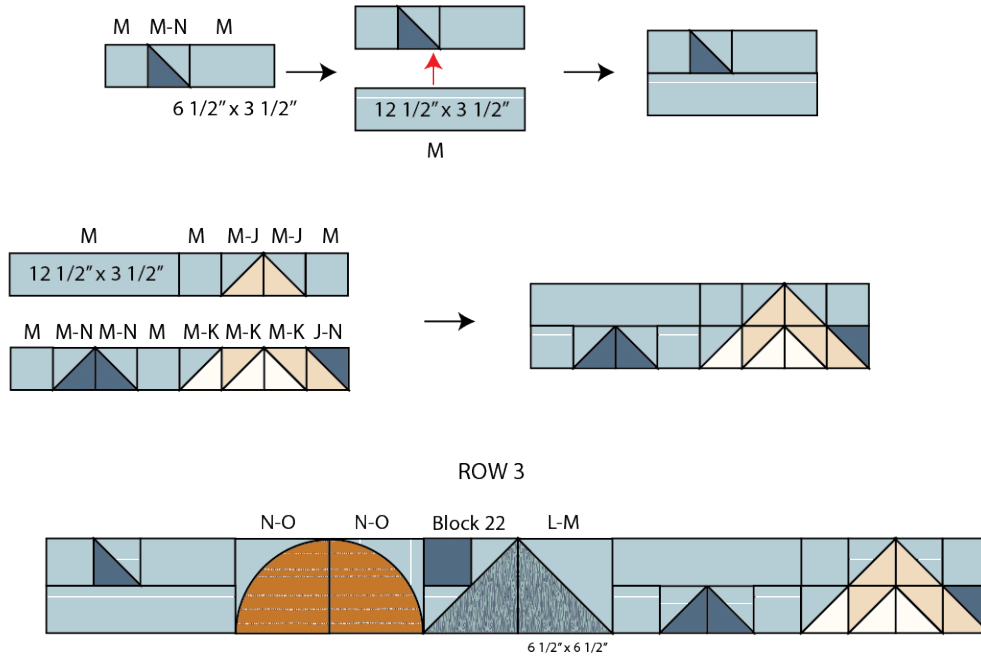 M M-N M
6 1/2” x 3 1/2”
12 1/2” x 3 1/2”
M
M M M-J M-J M
12 1/2” x 3 1/2”
M M-N M-N M M-K M-K M-K J-N
ROW 3
N-O N-O Block 22 L-M
6 1/2” x 6 1/2”